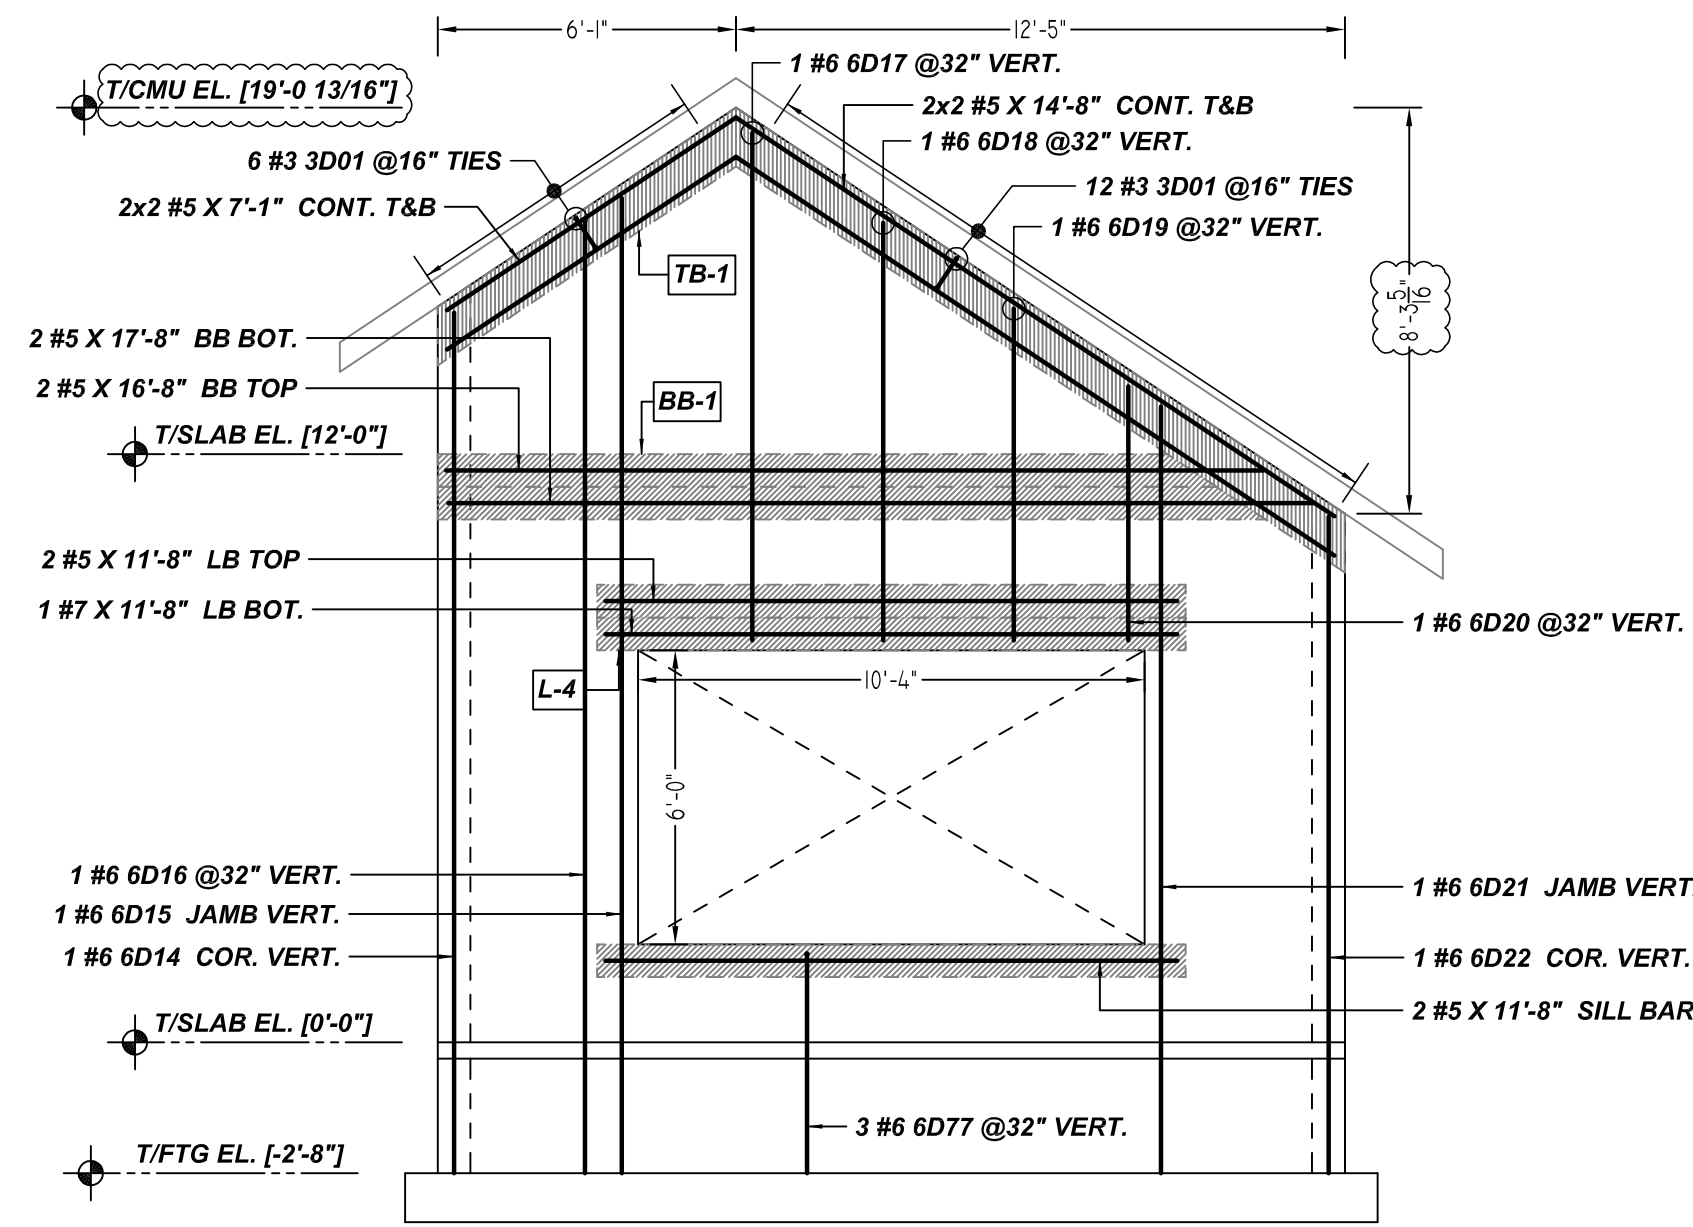 6'-1"
12'-5"
1 #6 6D17 @32" VERT.
T/CMU EL. [19'-0 13/16"]
2x2 #5 X 14'-8" CONT. T&B
1 #6 6D18 @32" VERT.
6 #3 3D01 @16" TIES
12 #3 3D01 @16" TIES
2x2 #5 X 7'-1" CONT. T&B
1 #6 6D19 @32" VERT.
TB-1
8'-3 5/16"
2 #5 X 17'-8" BB BOT.
2 #5 X 16'-8" BB TOP
BB-1
T/SLAB EL. [12'-0"]
2 #5 X 11'-8" LB TOP
1 #7 X 11'-8" LB BOT.
1 #6 6D20 @32" VERT.
L-4
10'-4"
6'-0"
1 #6 6D16 @32" VERT.
1 #6 6D21 JAMB VERT.
1 #6 6D15 JAMB VERT.
1 #6 6D14 COR. VERT.
1 #6 6D22 COR. VERT.
2 #5 X 11'-8" SILL BAR
T/SLAB EL. [0'-0"]
3 #6 6D77 @32" VERT.
T/FTG EL. [-2'-8"]